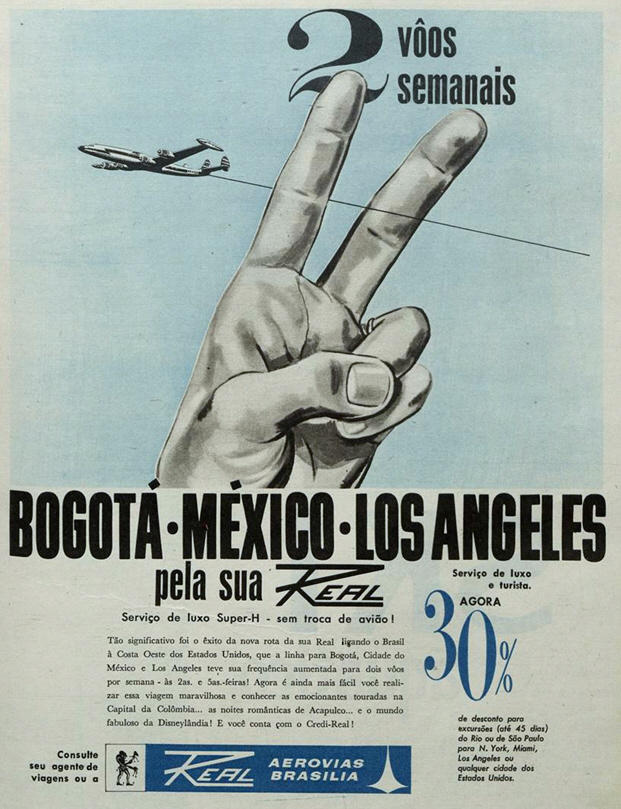 2 vôos
semanais
BOGOTÁ · MÉXICO · LOS ANGELES
pela sua REAL
Serviço de luxo Super-H - sem troca de avião!
Tão significativo foi o êxito da nova rota da sua Real ligando o Brasil
à Costa Oeste dos Estados Unidos, que a linha para Bogotá, Cidade do
México e Los Angeles teve sua frequência aumentada para dois vôos
por semana - às 2as. e 5as.-feiras! Agora é ainda mais fácil você reali-
zar essa viagem maravilhosa e conhecer as emocionantes touradas na
Capital da Colômbia... as noites românticas de Acapulco... e o mundo
fabuloso da Disneylândia! E você conta com o Credi-Real!
Serviço de luxo
e turista.
AGORA
30%
de desconto para
excursões (até 45 dias)
do Rio ou de São Paulo
para N. York, Miami,
Los Angeles ou
qualquer cidade dos
Estados Unidos.
Consulte
seu agente de
viagens ou a
REAL AEROVIAS
BRASILIA